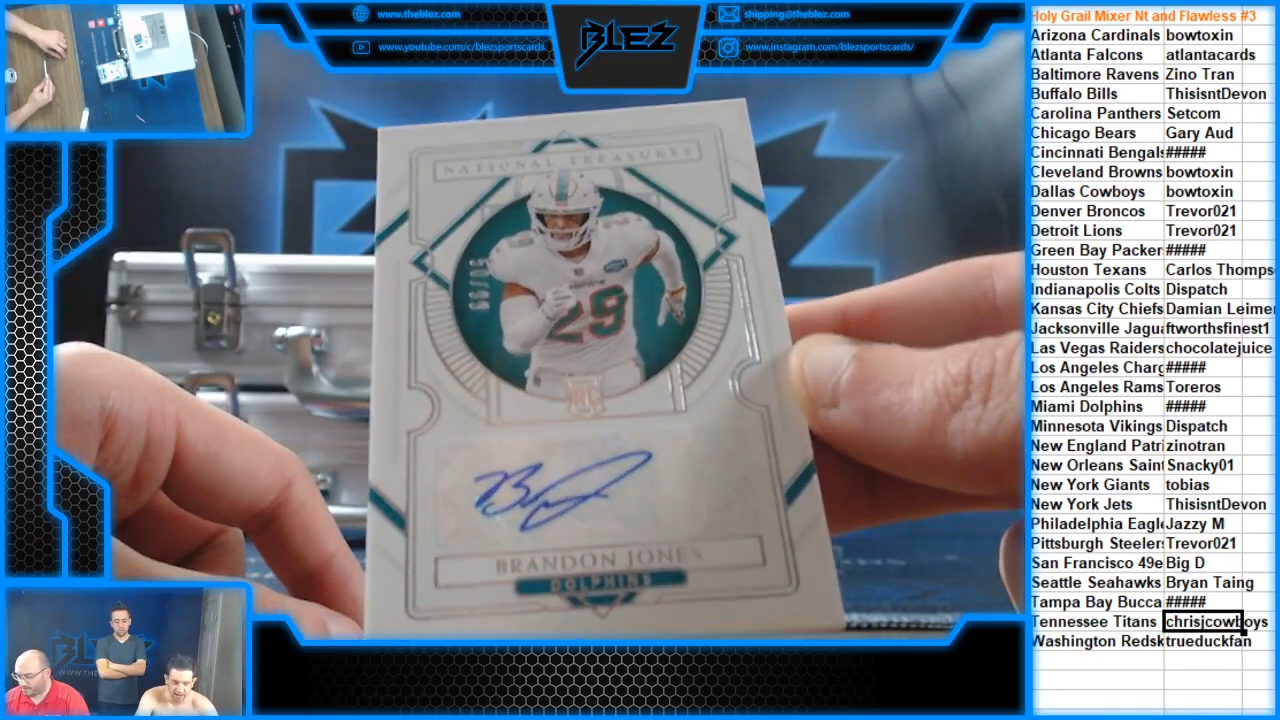 www.theblez.com
www.youtube.com/c/blezsportscards
BLEZ
shipping@theblez.com
www.instagram.com/blezsportscards/
NATIONAL TREASURES
29
RC
BRANDON JONES
DOLPHINS
Holy Grail Mixer Nt and Flawless #3
Arizona Cardinals bowtoxin
Atlanta Falcons atlantacards
Baltimore Ravens Zino Tran
Buffalo Bills ThisisntDevon
Carolina Panthers Setcom
Chicago Bears Gary Aud
Cincinnati Bengals #####
Cleveland Browns bowtoxin
Dallas Cowboys bowtoxin
Denver Broncos Trevor021
Detroit Lions Trevor021
Green Bay Packer #####
Houston Texans Carlos Thomps
Indianapolis Colts Dispatch
Kansas City Chiefs Damian Leimer
Jacksonville Jagua ftworthsfinest1
Las Vegas Raiders chocolatejuice
Los Angeles Charg #####
Los Angeles Rams Toreros
Miami Dolphins #####
Minnesota Vikings Dispatch
New England Patri zinotran
New Orleans Saint Snacky01
New York Giants tobias
New York Jets ThisisntDevon
Philadelphia Eagle Jazzy M
Pittsburgh Steelers Trevor021
San Francisco 49e Big D
Seattle Seahawks Bryan Taing
Tampa Bay Bucca #####
Tennessee Titans chrisjcowboys
Washington Redsk trueduckfan